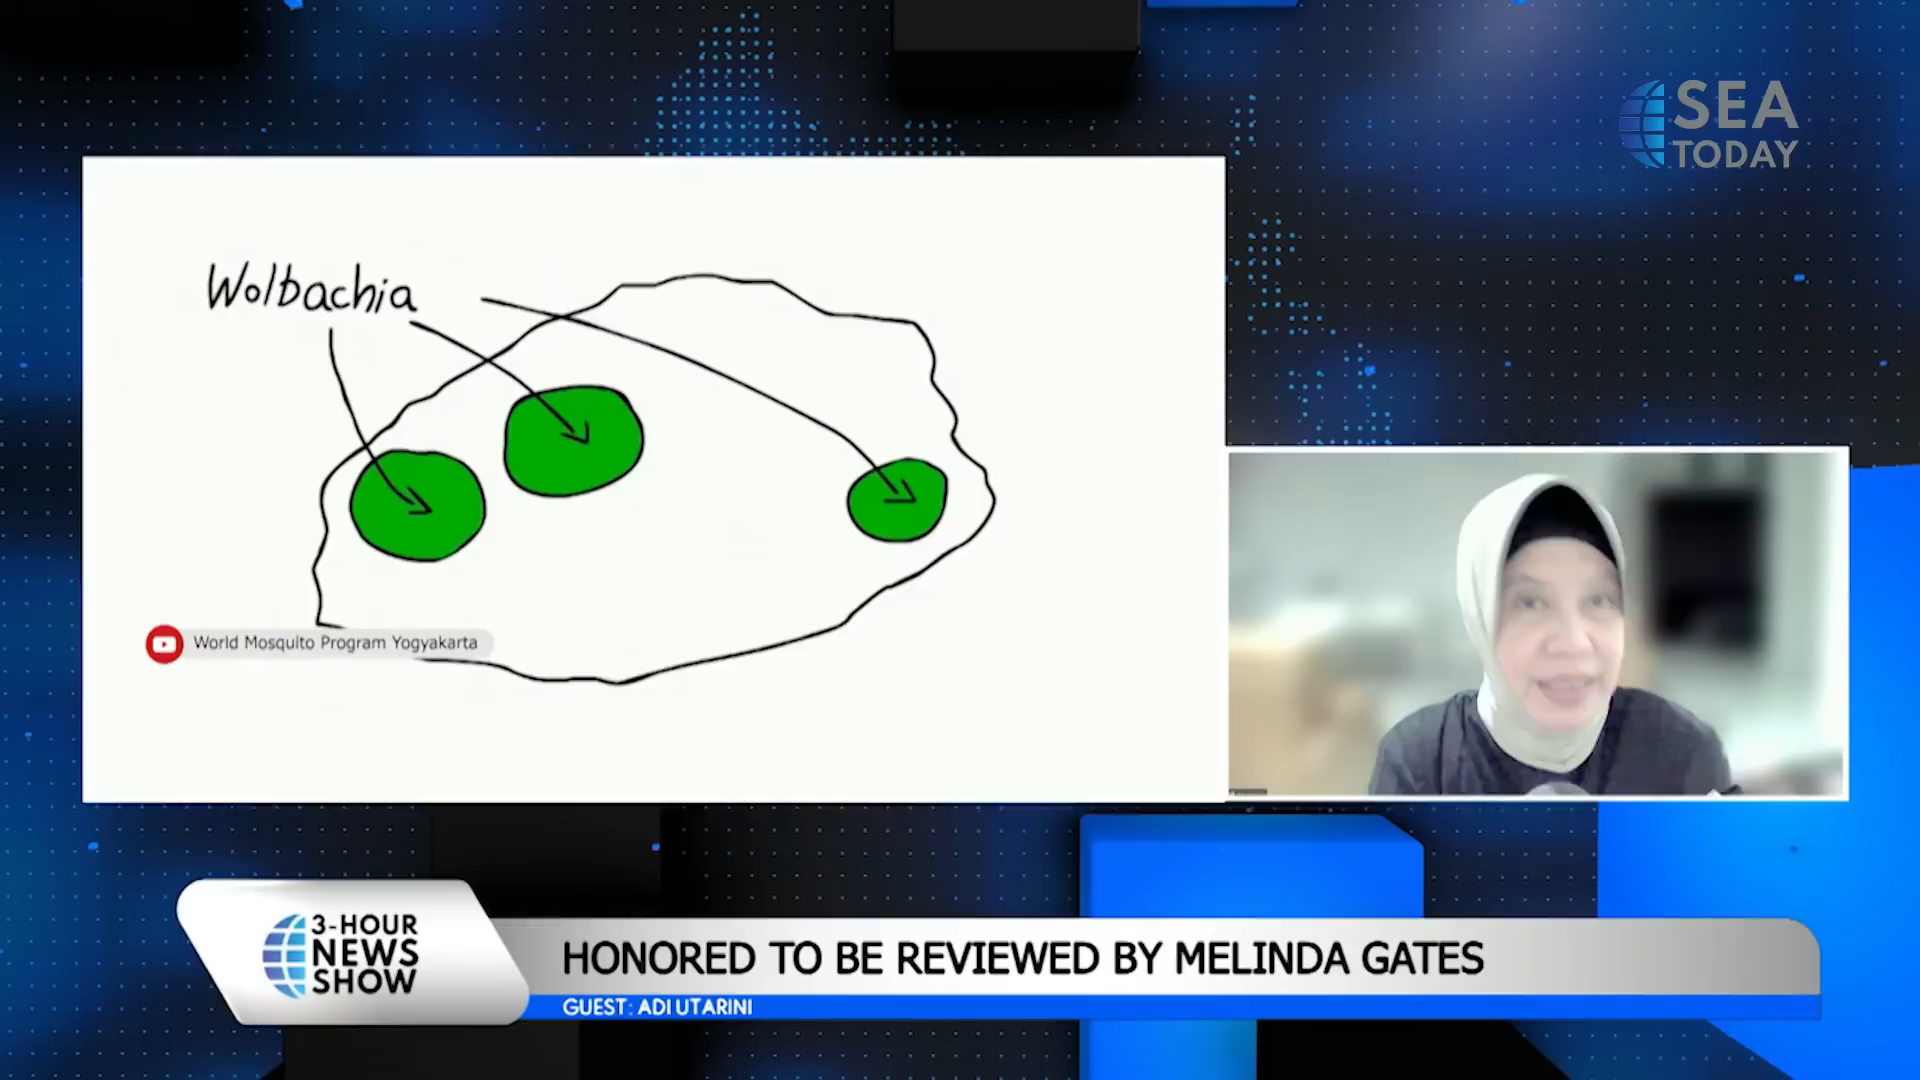 SEA
TODAY
Wolbachia
World Mosquito Program Yogyakarta
3-HOUR
NEWS
SHOW
HONORED TO BE REVIEWED BY MELINDA GATES
GUEST: ADI UTARINI